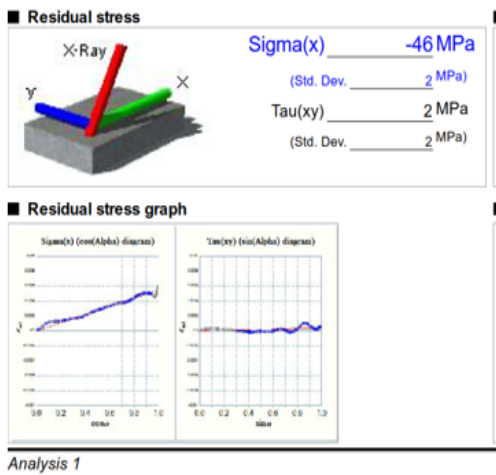 Residual stress
X-Ray
y
X
Sigma(x) -46 MPa
(Std. Dev. 2 MPa)
Tau(xy) 2 MPa
(Std. Dev. 2 MPa)
Residual stress graph
Sigma(x) (cos(Alpha) diagram)
Tau(xy) (sin(Alpha) diagram)
0.0 0.2 0.4 0.6 0.8 1.0
0.0 0.2 0.4 0.6 0.8 1.0
Analysis 1